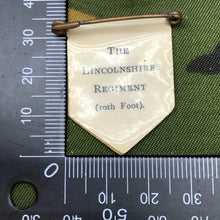 THE
LINCOLNSHIRE
REGIMENT
(10th Foot).